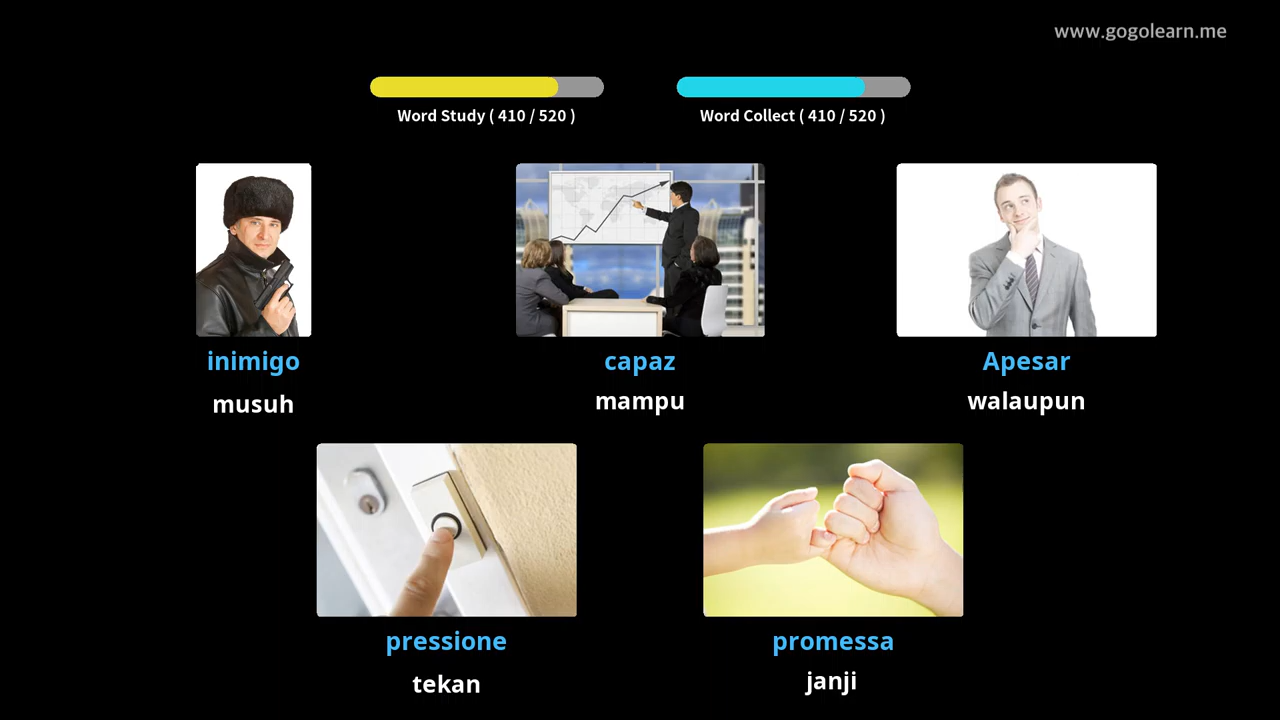 www.gogolearn.me
Word Study ( 410 / 520 )
Word Collect ( 410 / 520 )
inimigo
musuh
capaz
mampu
Apesar
walaupun
pressione
tekan
promessa
janji